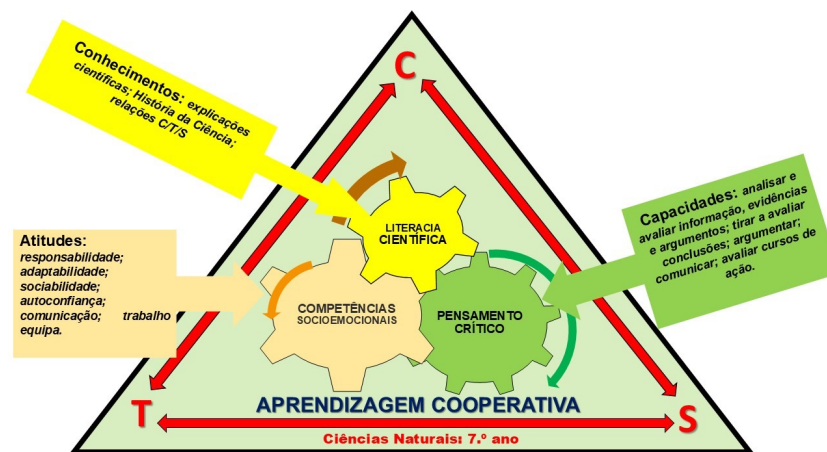 Conhecimentos: explicações
científicas; História da Ciência;
relações C/T/S
C
LITERACIA
CIENTÍFICA
Capacidades: analisar e
avaliar informação, evidências
e argumentos; tirar a avaliar
conclusões; argumentar;
comunicar; avaliar cursos de
ação.
Atitudes:
responsabilidade;
adaptabilidade;
sociabilidade;
autoconfiança;
comunicação; trabalho
equipa.
COMPETÊNCIAS
SOCIOEMOCIONAIS
PENSAMENTO
CRÍTICO
APRENDIZAGEM COOPERATIVA
T
S
Ciências Naturais: 7.º ano